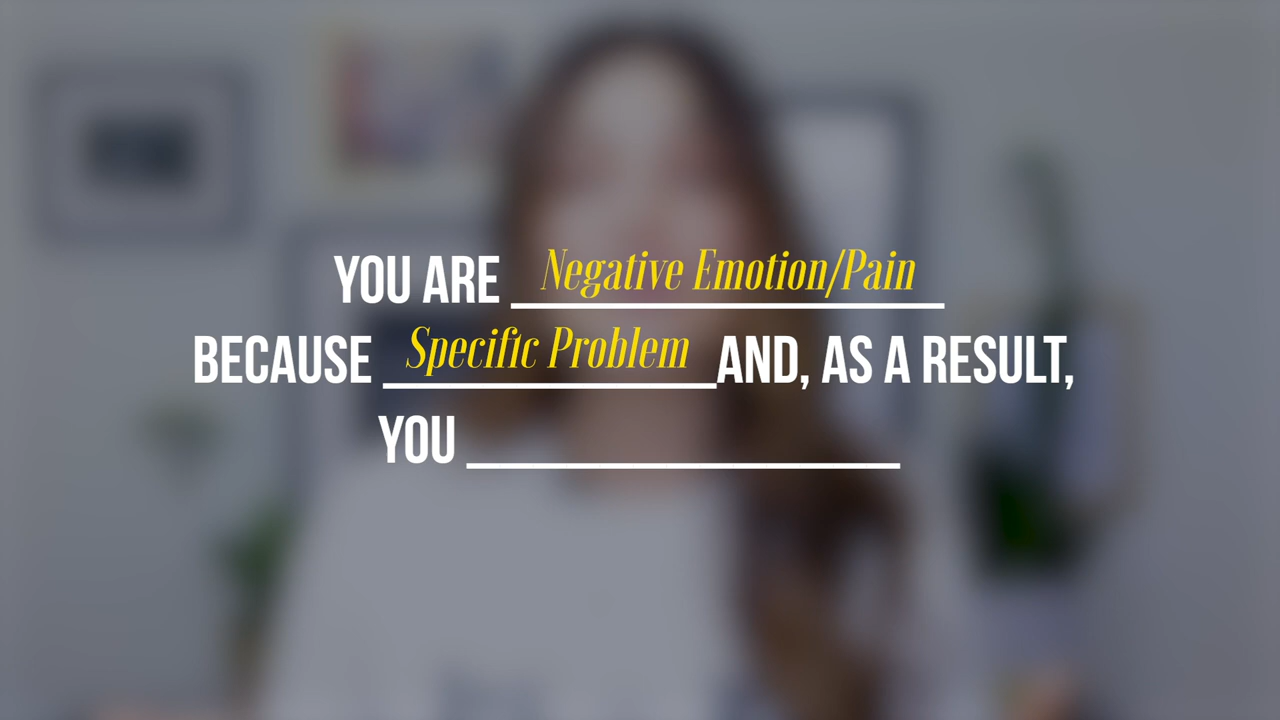 YOU ARE Negative Emotion/Pain
BECAUSE Specific Problem AND, AS A RESULT,
YOU